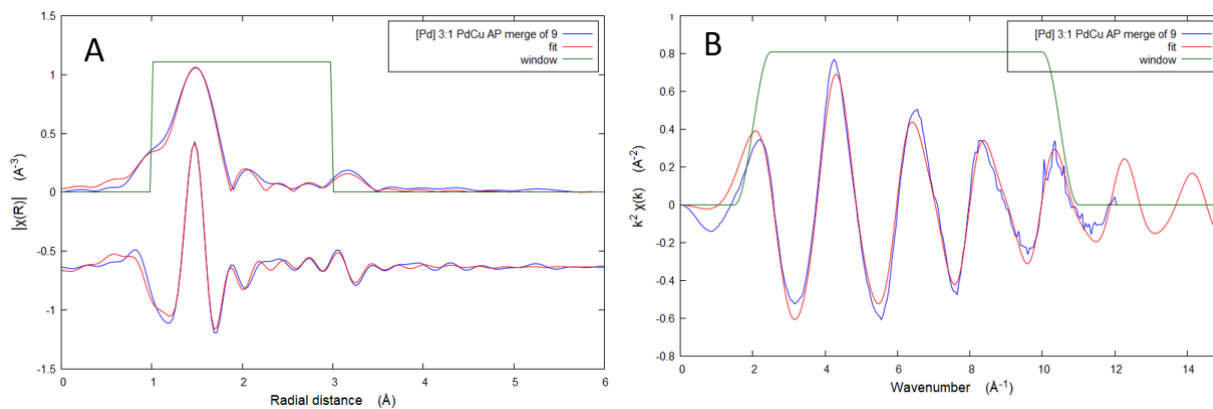 A
[Pd] 3:1 PdCu AP merge of 9
fit
window
|χ(R)| (Å⁻³)
1.5
1
0.5
0
-0.5
-1
-1.5
0 1 2 3 4 5 6
Radial distance (Å)
B
[Pd] 3:1 PdCu AP merge of 9
fit
window
k² χ(k) (Å⁻²)
1
0.8
0.6
0.4
0.2
0
-0.2
-0.4
-0.6
-0.8
0 2 4 6 8 10 12 14
Wavenumber (Å⁻¹)